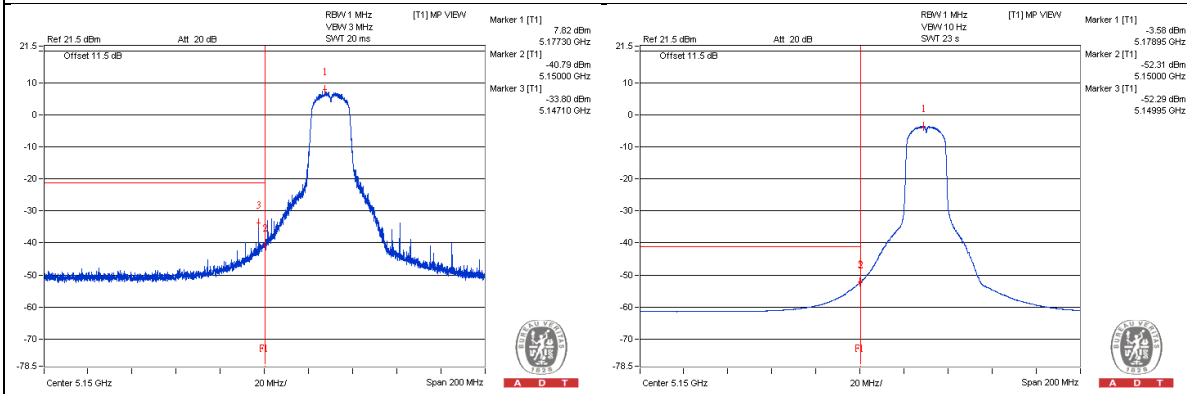 RBW 1 MHz [T1] MP VIEW
VBW 3 MHz
Ref 21.5 dBm Att 20 dB SWT 20 ms
Marker 1 [T1]
7.82 dBm
5.17730 GHz
Marker 2 [T1]
-40.79 dBm
5.15000 GHz
Marker 3 [T1]
-33.80 dBm
5.14710 GHz
21.5
Offset 11.5 dB
10
0
-10
-20
-30
-40
-50
-60
-70
-78.5
1
3
2
F1
Center 5.15 GHz 20 MHz/ Span 200 MHz
BUREAU VERITAS
1828
A D T
RBW 1 MHz [T1] MP VIEW
VBW 10 Hz
Ref 21.5 dBm Att 20 dB SWT 23 s
Marker 1 [T1]
-3.58 dBm
5.17895 GHz
Marker 2 [T1]
-52.31 dBm
5.15000 GHz
Marker 3 [T1]
-52.29 dBm
5.14995 GHz
21.5
Offset 11.5 dB
10
0
-10
-20
-30
-40
-50
-60
-70
-78.5
1
2
F1
Center 5.15 GHz 20 MHz/ Span 200 MHz
BUREAU VERITAS
1828
A D T